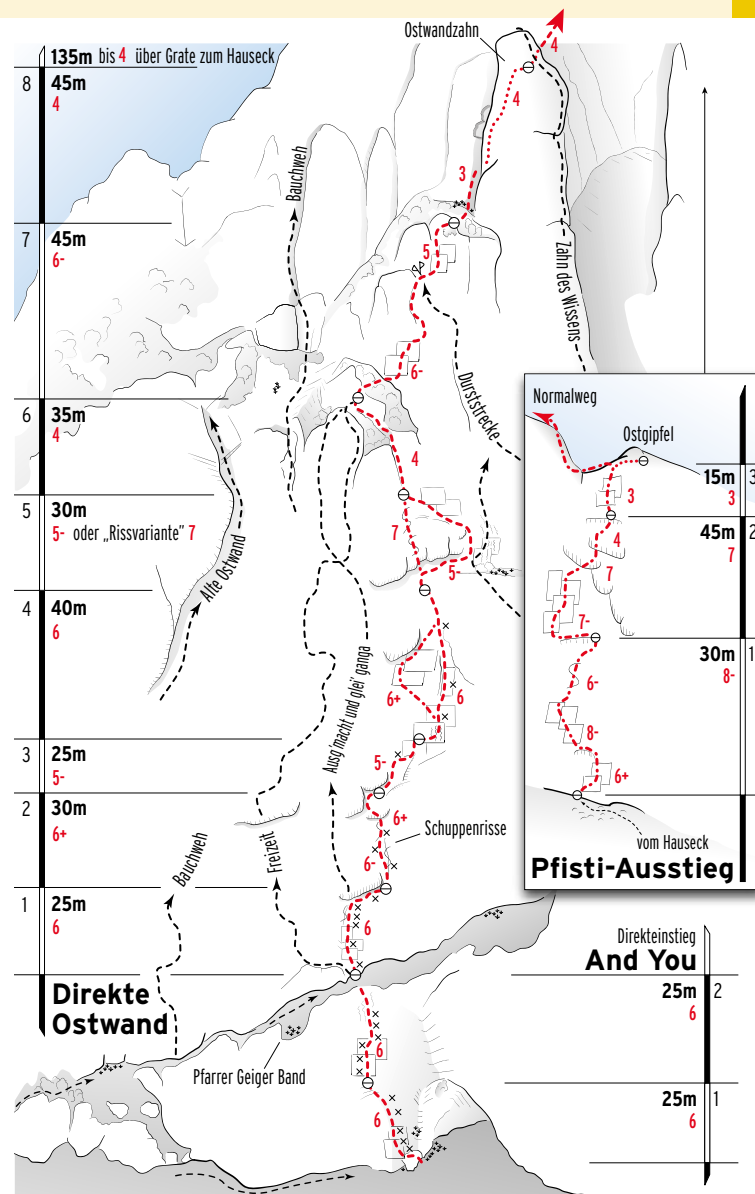 Ostwandzahn
135m bis 4 über Grate zum Hauseck
8 45m
4
7 45m
6-
6 35m
4
5 30m
5- oder „Rissvariante" 7
4 40m
6
3 25m
5-
2 30m
6+
1 25m
6
Direkte
Ostwand
4
4
3
5
6-
4
7
5-
6+
6
5-
6+
6-
6
6
6
Bauchweh
Zahn des Wissens
Durststrecke
Alte Ostwand
Ausg'macht und glei' ganga
Schuppenrisse
Bauchweh
Freizeit
Pfarrer Geiger Band
Normalweg
Ostgipfel
15m 3
3
45m 2
7
30m 1
8-
3
4
7
7-
6-
8-
6+
vom Hauseck
Pfisti-Ausstieg
Direkteinstieg
And You
25m 2
6
25m 1
6